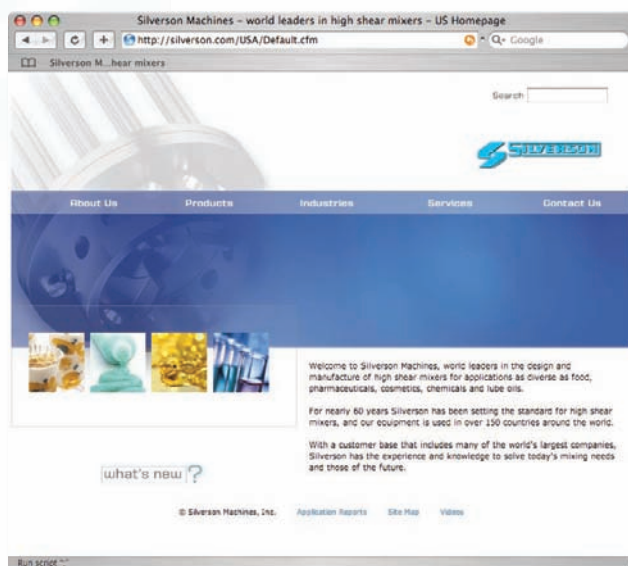 Silverson Machines – world leaders in high shear mixers – US Homepage
http://silverson.com/USA/Default.cfm
Google
Silverson M...hear mixers
Search
SILVERSON
About Us Products Industries Services Contact Us
Welcome to Silverson Machines, world leaders in the design and
manufacture of high shear mixers for applications as diverse as food,
pharmaceuticals, cosmetics, chemicals and lube oils.
For nearly 60 years Silverson has been setting the standard for high shear
mixers, and our equipment is used in over 150 countries around the world.
With a customer base that includes many of the world's largest companies,
Silverson has the experience and knowledge to solve today's mixing needs
and those of the future.
what's new ?
© Silverson Machines, Inc. Application Reports Site Map Videos
Run script ";"